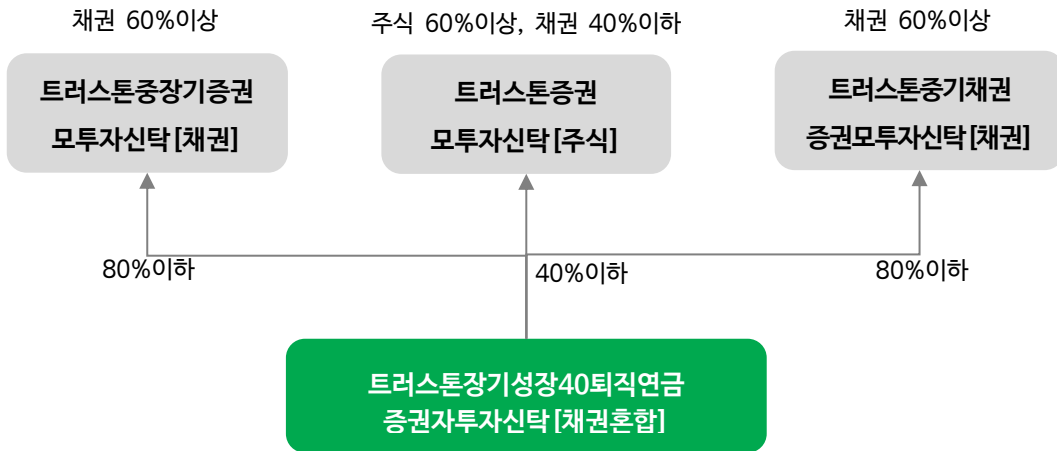 채권 60%이상
주식 60%이상, 채권 40%이하
채권 60%이상
트러스톤중장기증권
모투자신탁[채권]
트러스톤증권
모투자신탁[주식]
트러스톤중기채권
증권모투자신탁[채권]
80%이하
40%이하
80%이하
트러스톤장기성장40퇴직연금
증권자투자신탁[채권혼합]